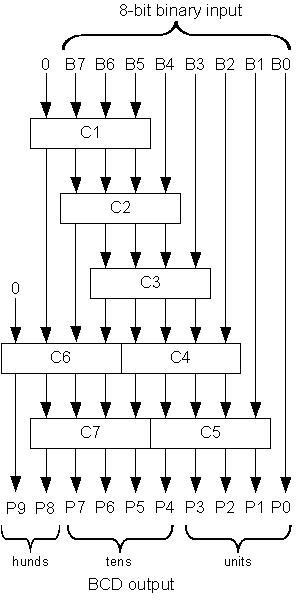 8-bit binary input
0 B7 B6 B5 B4 B3 B2 B1 B0
C1
C2
C3
0
C6 C4
C7 C5
P9 P8 P7 P6 P5 P4 P3 P2 P1 P0
hunds tens units
BCD output